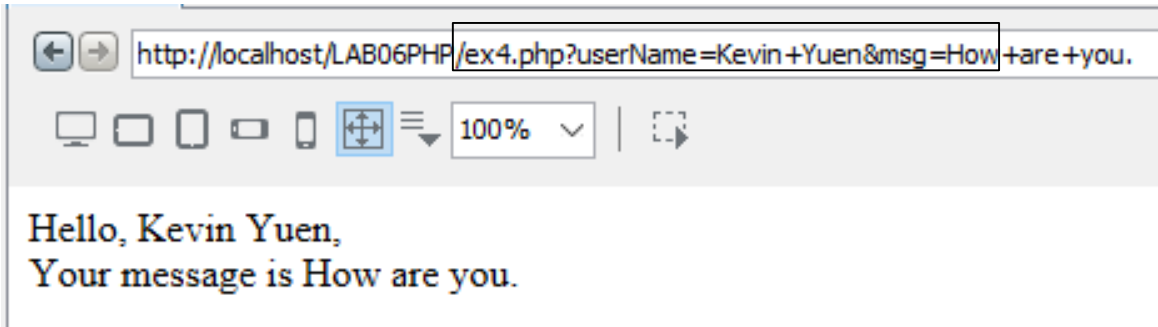 http://localhost/LAB06PHP/ex4.php?userName=Kevin+Yuen&msg=How+are+you.
100%
Hello, Kevin Yuen,
Your message is How are you.